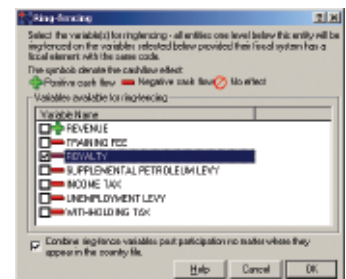 Ring-fencing
Select the variable(s) for ringfencing - all entities one level below this entity will be
ringfenced on the variables selected below provided their fiscal system has a
fiscal element with the same code.
The symbols denote the cashflow effect:
Positive cash flow Negative cash flow No effect
Variables available for ring-fencing
Variable Name
REVENUE
TRAINING FEE
ROYALTY
SUPPLEMENTAL PETROLEUM LEVY
INCOME TAX
UNEMPLOYMENT LEVY
WITHHOLDING TAX
Combine ring-fence variables post participation no matter where they
appear in the country file.
Help Cancel OK